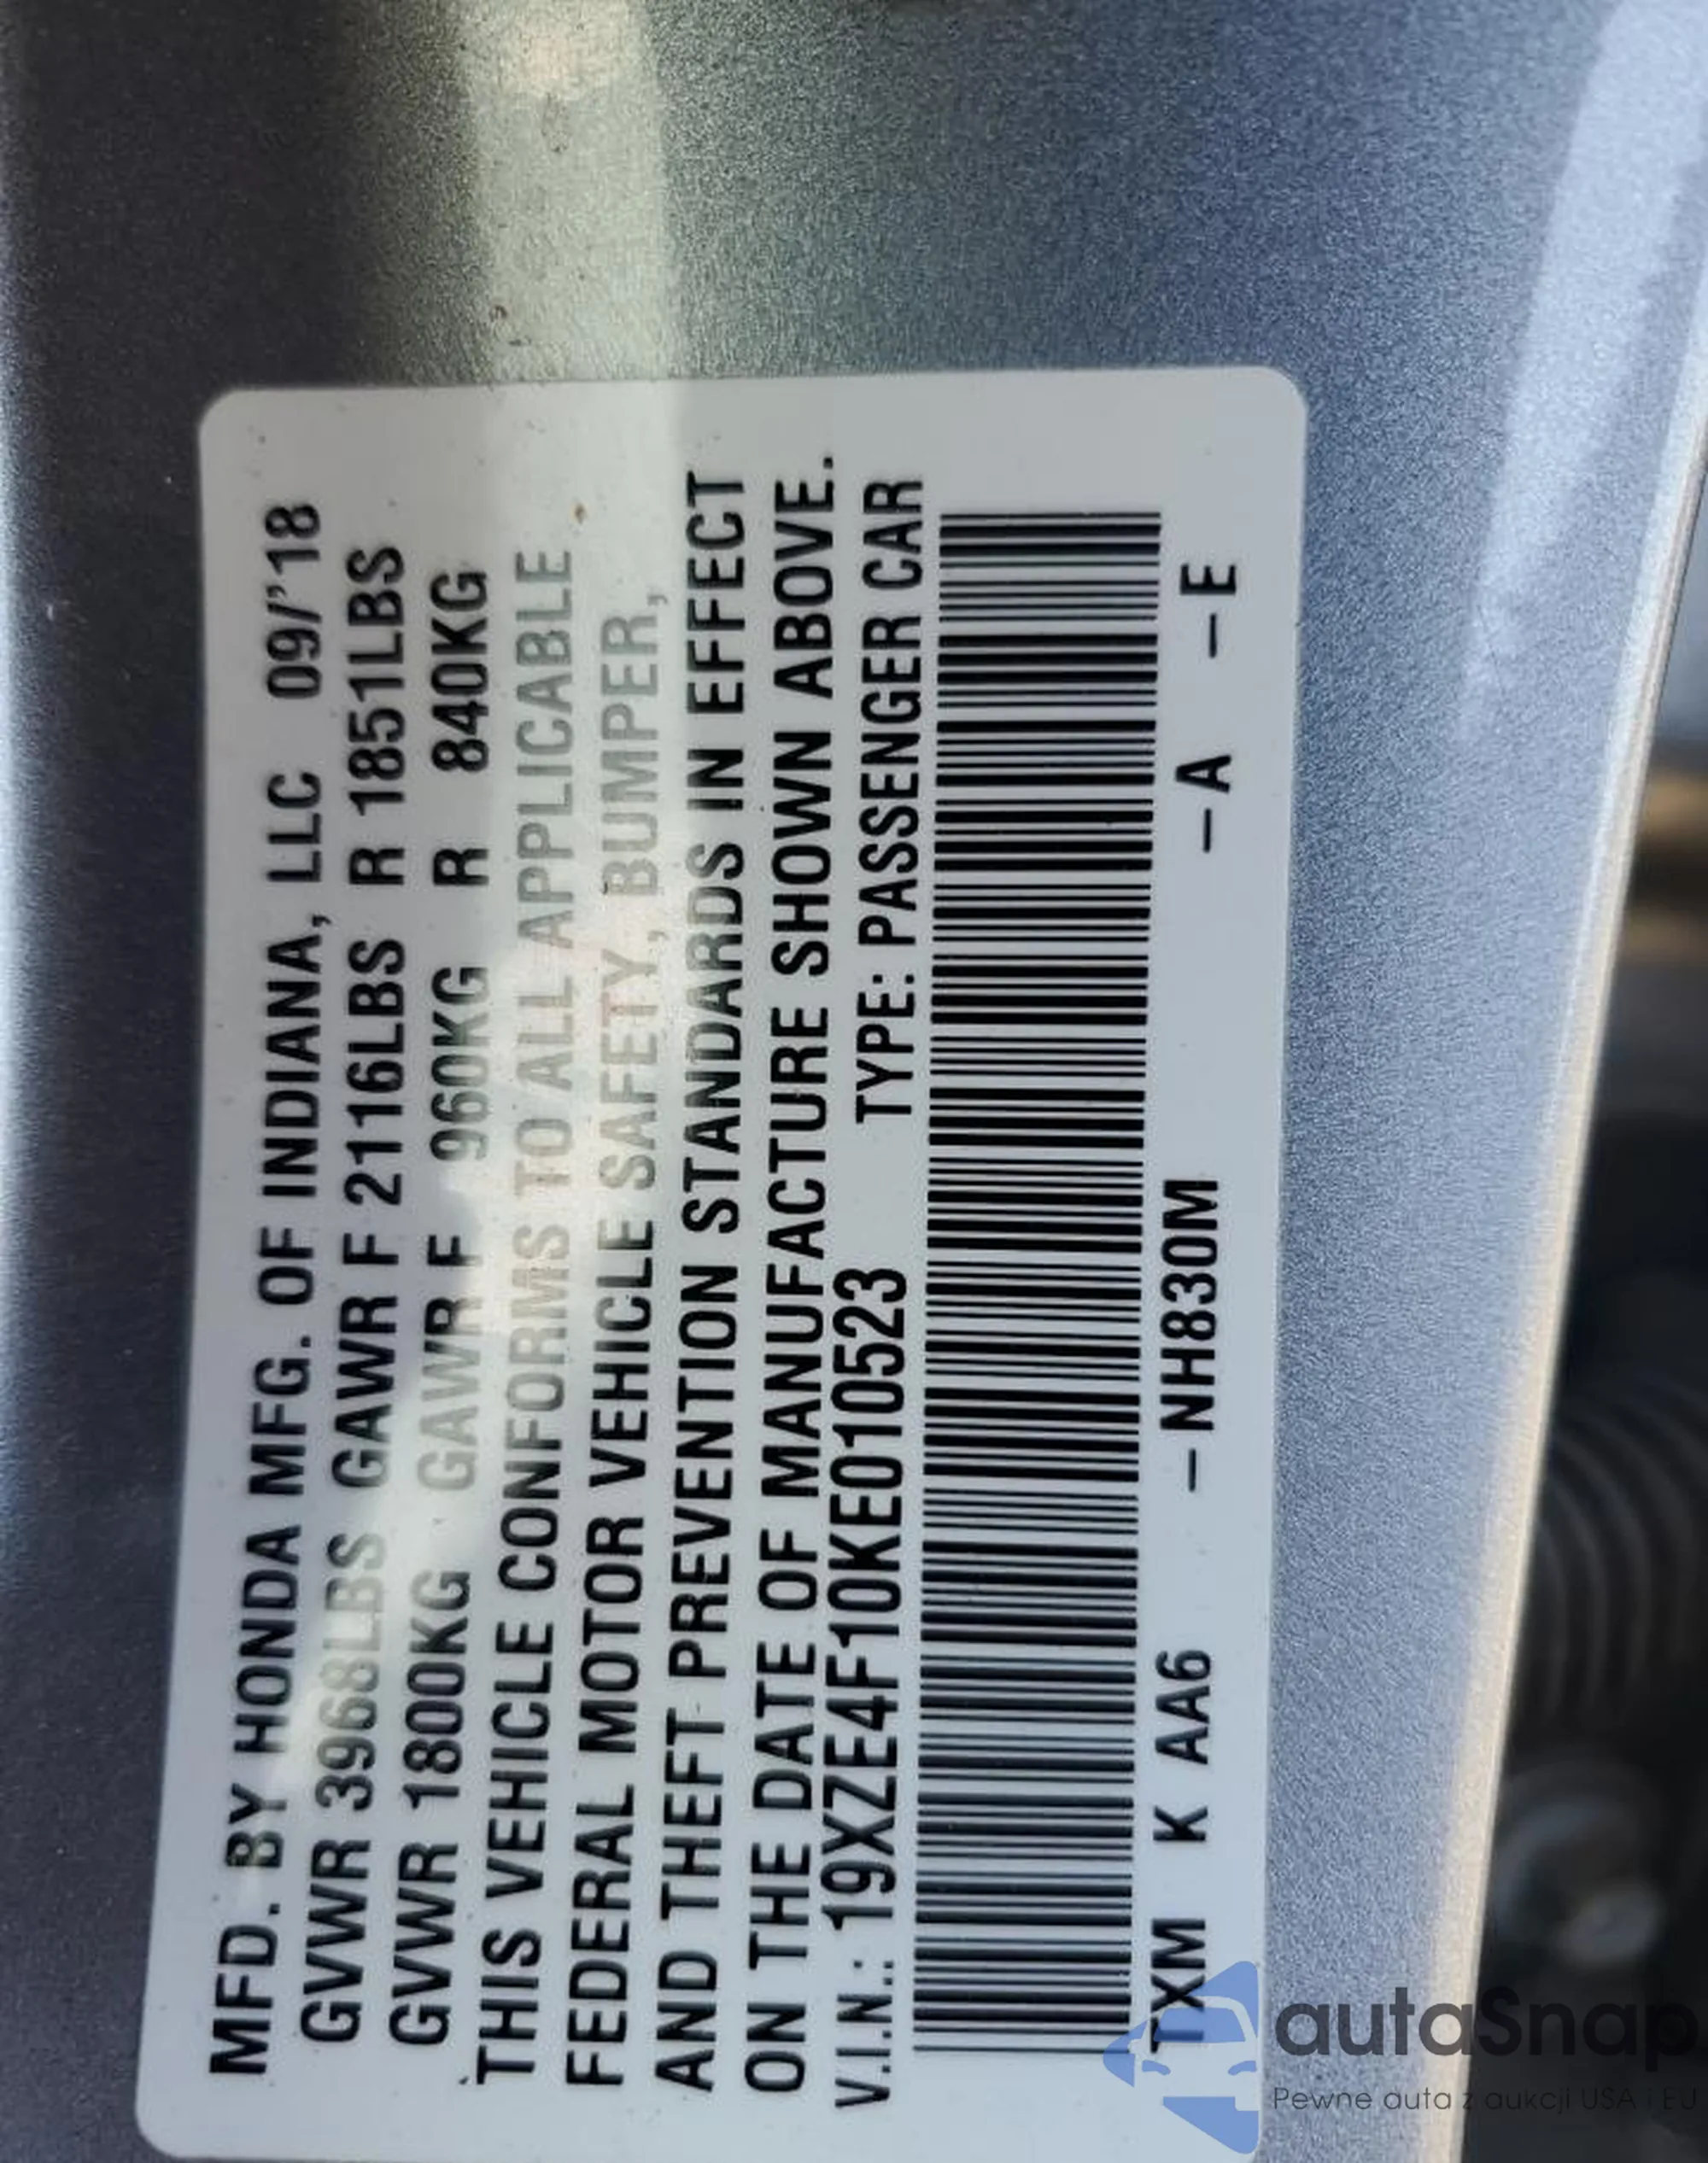 MFD. BY HONDA MFG. OF INDIANA, LLC 09/'18
GVWR 3968LBS GAWR F 2116LBS R 1851LBS
GVWR 1800KG GAWR F 960KG R 840KG
THIS VEHICLE CONFORMS TO ALL APPLICABLE
FEDERAL MOTOR VEHICLE SAFETY, BUMPER,
AND THEFT PREVENTION STANDARDS IN EFFECT
ON THE DATE OF MANUFACTURE SHOWN ABOVE.
V.I.N.: 19XZE4F10KE010523 TYPE: PASSENGER CAR
TXM K AA6 –NH830M –A –E
autaSnap
Pewne auta z aukcji USA i EU